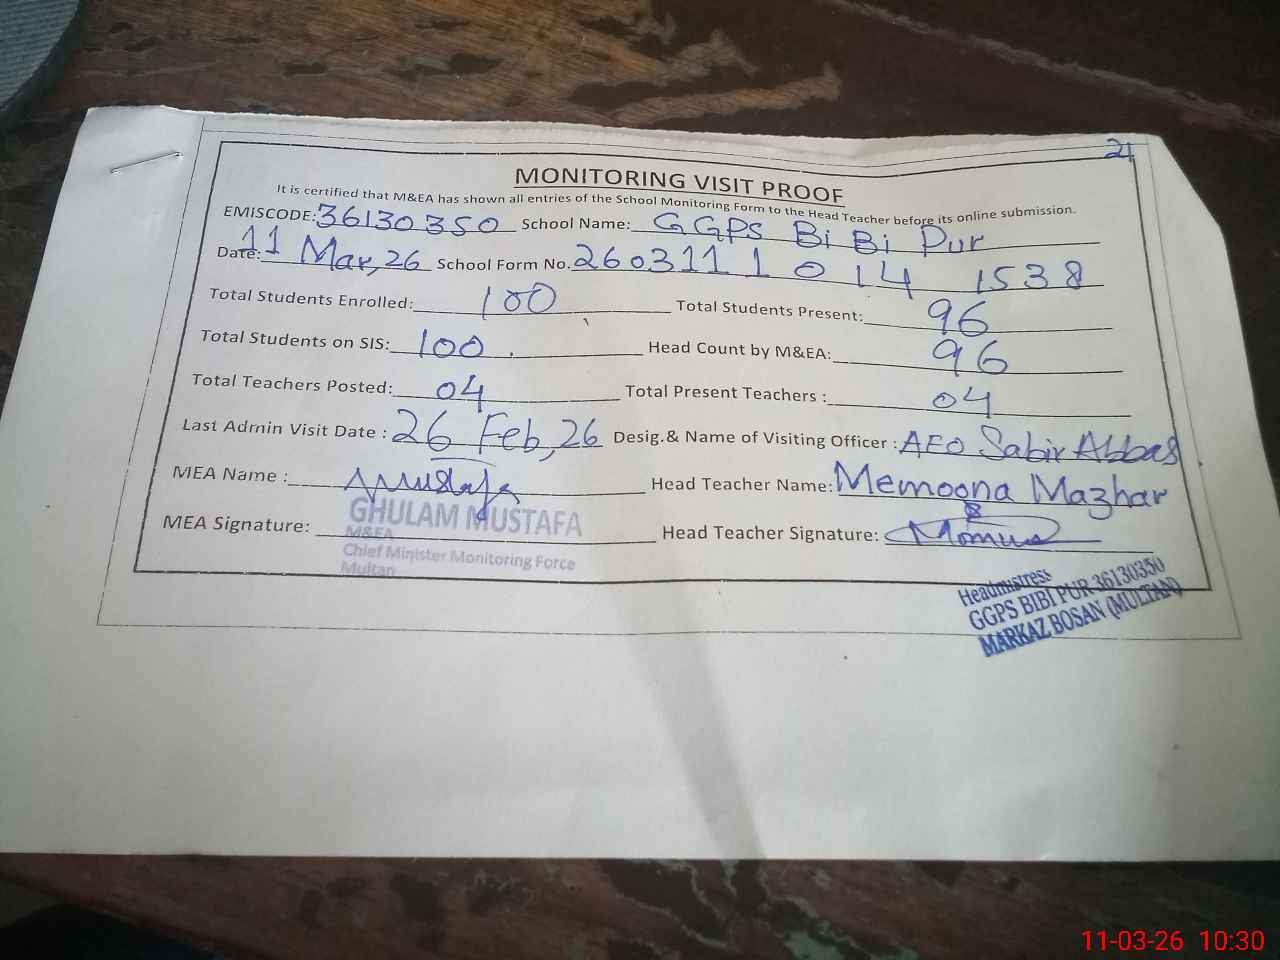 21
MONITORING VISIT PROOF
It is certified that M&EA has shown all entries of the School Monitoring Form to the Head Teacher before its online submission.
EMISCODE: 36130350 School Name: GGPS Bi Bi Pur
Date: 11 Mar, 26 School Form No. 2603111014 1538
Total Students Enrolled: 100 Total Students Present: 96
Total Students on SIS: 100 Head Count by M&EA: 96
Total Teachers Posted: 04 Total Present Teachers : 04
Last Admin Visit Date : 26 Feb, 26 Desig.& Name of Visiting Officer : AEO Sabir Abbas
MEA Name : Mustafa Head Teacher Name: Memoona Mazhar
GHULAM MUSTAFA
MEA Signature: Head Teacher Signature:
M&EA
Chief Minister Monitoring Force
Multan
Headmistress
GGPS BIBI PUR 36130350
MARKAZ BOSAN (MULTAN)
11-03-26 10:30